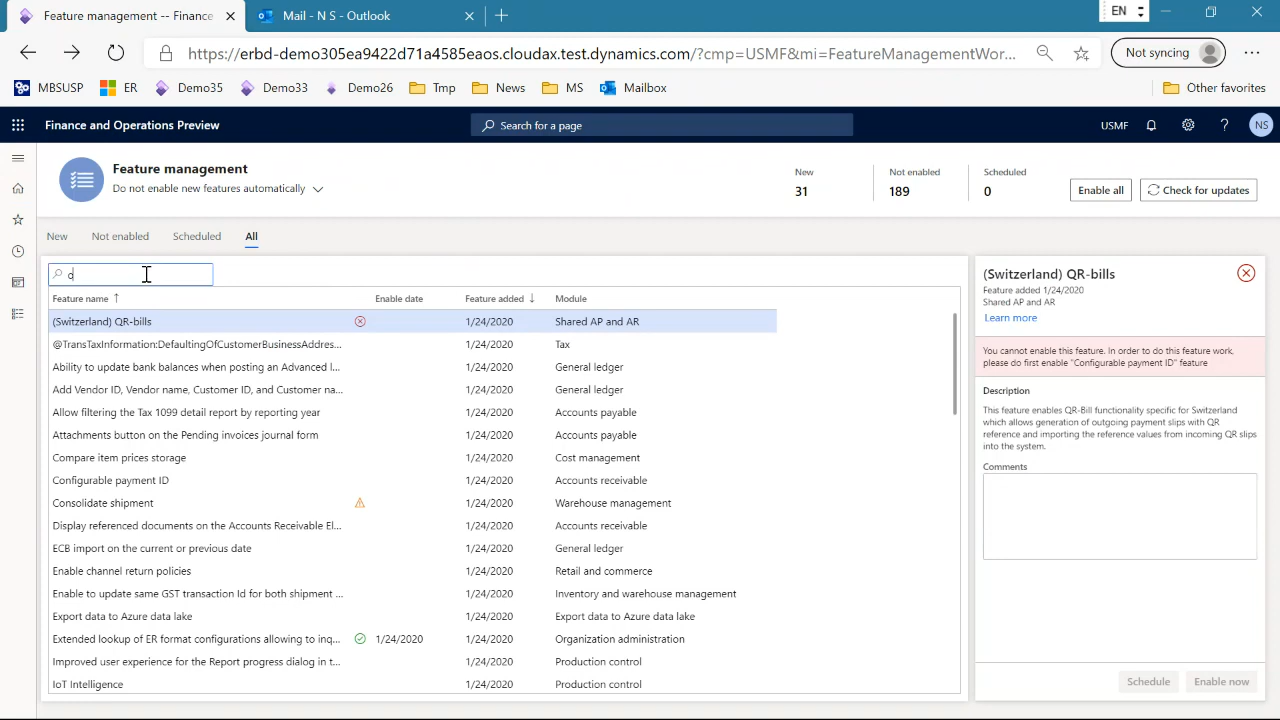 Feature management -- Finance
Mail - N S - Outlook
EN
https://erbd-demo305ea9422d71a4585eaos.cloudax.test.dynamics.com/?cmp=USMF&mi=FeatureManagementWor...
Not syncing
MBSUSP
ER
Demo35
Demo33
Demo26
Tmp
News
MS
Mailbox
Other favorites
Finance and Operations Preview
Search for a page
USMF
NS
Feature management
Do not enable new features automatically
New
31
Not enabled
189
Scheduled
0
Enable all
Check for updates
New
Not enabled
Scheduled
All
c
Feature name
Enable date
Feature added
Module
(Switzerland) QR-bills 1/24/2020 Shared AP and AR
@TransTaxInformation:DefaultingOfCustomerBusinessAddres... 1/24/2020 Tax
Ability to update bank balances when posting an Advanced l... 1/24/2020 General ledger
Add Vendor ID, Vendor name, Customer ID, and Customer na... 1/24/2020 General ledger
Allow filtering the Tax 1099 detail report by reporting year 1/24/2020 Accounts payable
Attachments button on the Pending invoices journal form 1/24/2020 Accounts payable
Compare item prices storage 1/24/2020 Cost management
Configurable payment ID 1/24/2020 Accounts receivable
Consolidate shipment 1/24/2020 Warehouse management
Display referenced documents on the Accounts Receivable El... 1/24/2020 Accounts receivable
ECB import on the current or previous date 1/24/2020 General ledger
Enable channel return policies 1/24/2020 Retail and commerce
Enable to update same GST transaction Id for both shipment ... 1/24/2020 Inventory and warehouse management
Export data to Azure data lake 1/24/2020 Export data to Azure data lake
Extended lookup of ER format configurations allowing to inq... 1/24/2020 1/24/2020 Organization administration
Improved user experience for the Report progress dialog in t... 1/24/2020 Production control
IoT Intelligence 1/24/2020 Production control
(Switzerland) QR-bills
Feature added 1/24/2020
Shared AP and AR
Learn more
You cannot enable this feature. In order to do this feature work,
please do first enable "Configurable payment ID" feature
Description
This feature enables QR-Bill functionality specific for Switzerland
which allows generation of outgoing payment slips with QR
reference and importing the reference values from incoming QR slips
into the system.
Comments
Schedule
Enable now